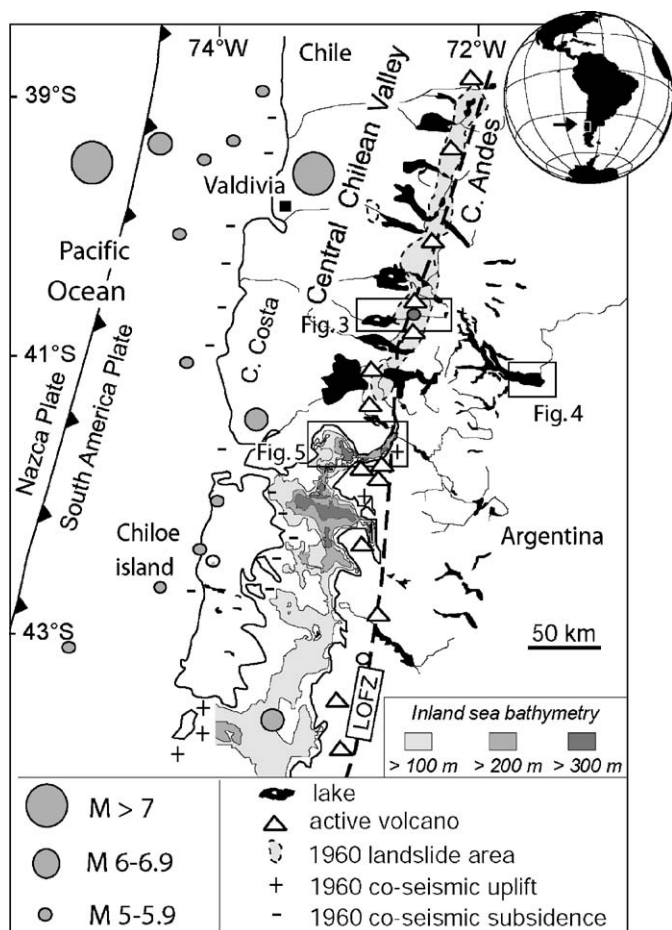 74°W
Chile
72°W
39°S
Central Chilean Valley
C. Andes
Valdivia
Pacific
Ocean
Fig.3
C. Costa
41°S
Fig.4
Nazca Plate
South America Plate
Fig.5
Chiloe
island
Argentina
43°S
50 km
LOFZ
Inland sea bathymetry
> 100 m > 200 m > 300 m
M > 7
M 6-6.9
M 5-5.9
lake
active volcano
1960 landslide area
+ 1960 co-seismic uplift
- 1960 co-seismic subsidence